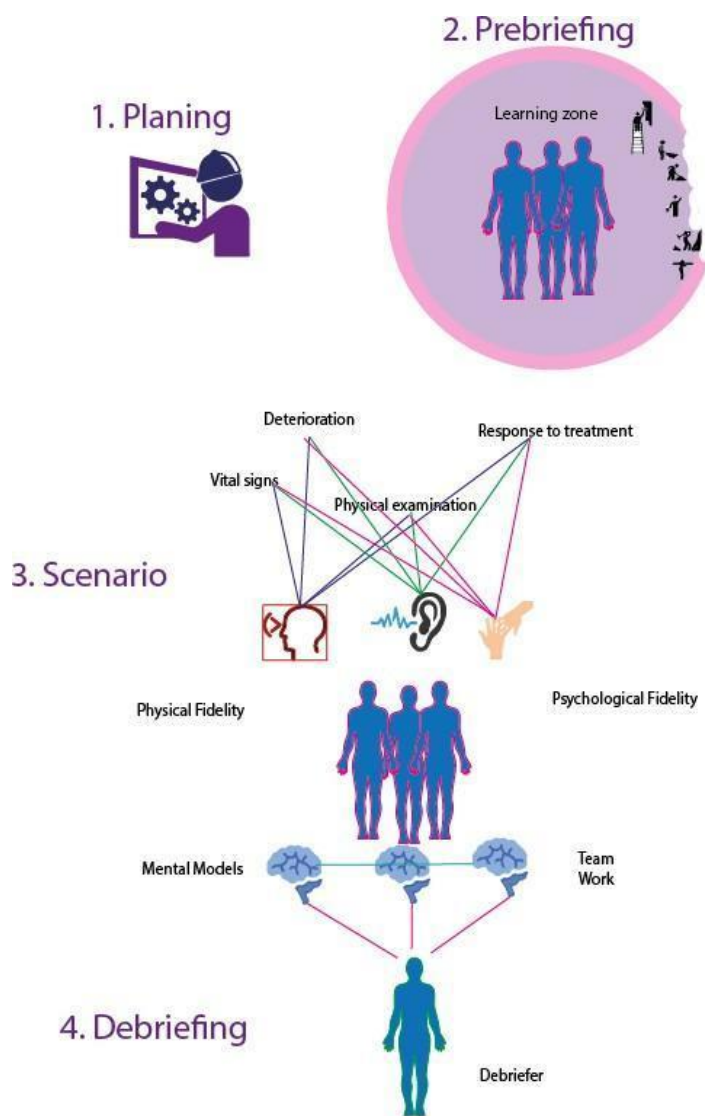 2. Prebriefing
1. Planing
Learning zone
Deterioration
Response to treatment
Vital signs
Physical examination
3. Scenario
Physical Fidelity
Psychological Fidelity
Mental Models
Team
Work
4. Debriefing
Debriefer